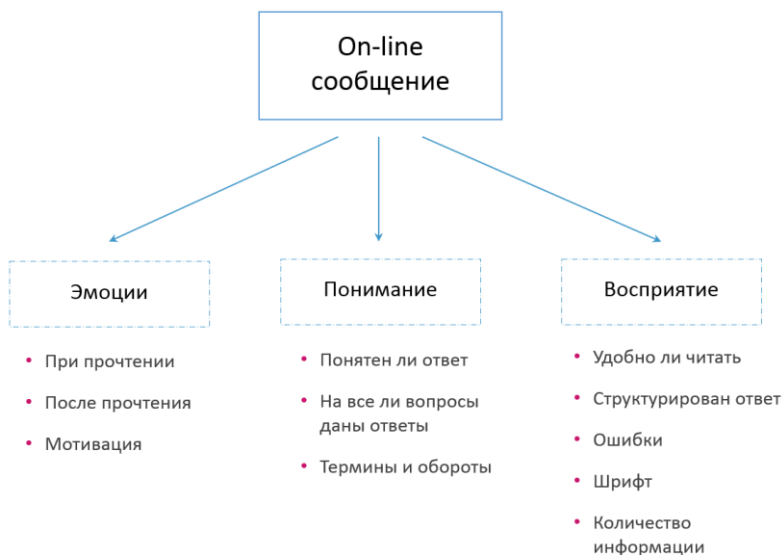 On-line
сообщение
Эмоции
При прочтении
После прочтения
Мотивация
Понимание
Понятен ли ответ
На все ли вопросы
даны ответы
Термины и обороты
Восприятие
Удобно ли читать
Структурирован ответ
Ошибки
Шрифт
Количество
информации